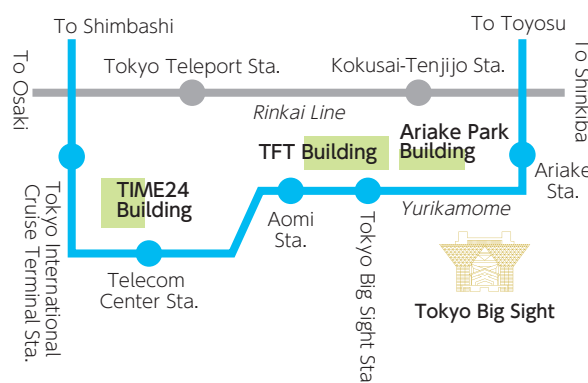 To Shimbashi
To Toyosu
To Osaki
Tokyo Teleport Sta.
Kokusai-Tenjijo Sta.
To Shinkiba
Rinkai Line
TFT Building
Ariake Park
Building
Ariake
Sta.
TIME24
Building
Tokyo International
Cruise Terminal Sta.
Aomi
Sta.
Tokyo Big Sight Sta.
Yurikamome
Telecom
Center Sta.
Tokyo Big Sight